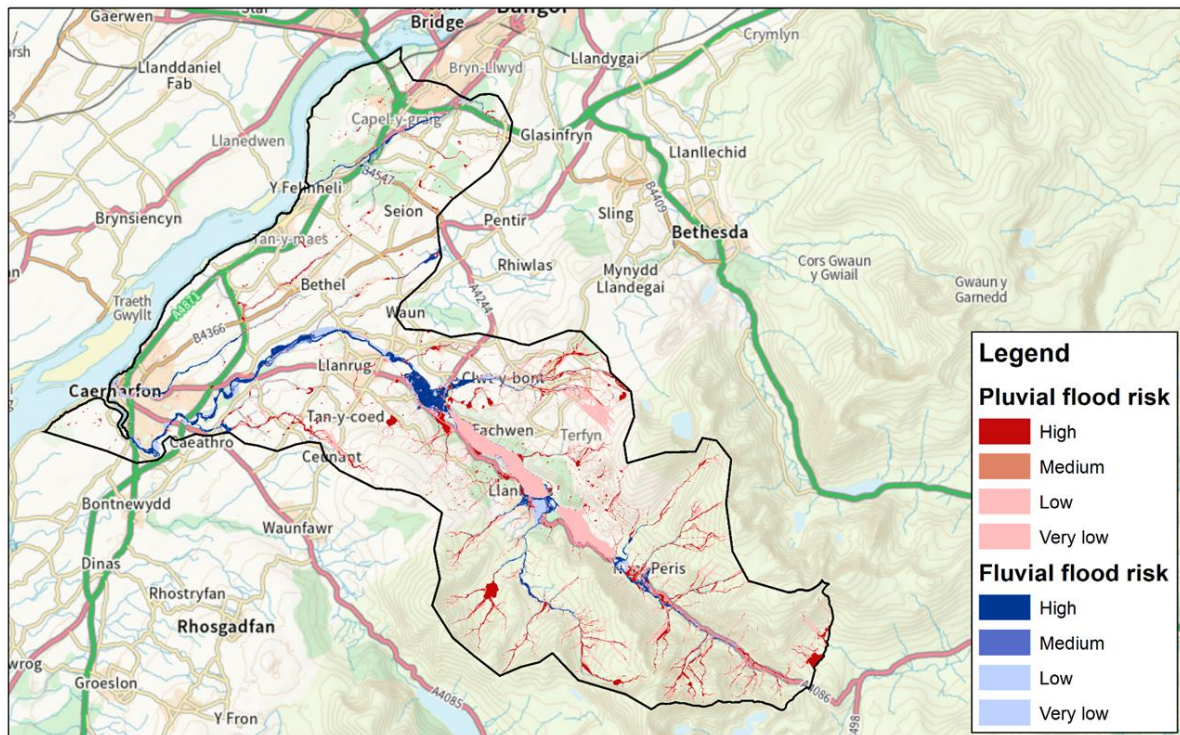 Gaerwen
Star
Bridge
Bangor
Crymlyn
Llanddaniel
Fab
Bryn-Llwyd
Llandygai
Capel-y-graig
Llanedwen
Glasinfryn
Llanllechid
B4547
Y Felinheli
B4409
Brynsiencyn
Seion
Pentir
Sling
Bethesda
Tan-y-maes
Rhiwlas
Mynydd
Llandegai
Cors Gwaun
y Gwiail
Gwaun y
Garnedd
Traeth
Gwyllt
A4871
Bethel
A4244
Waun
B4366
Llanrug
Caernarfon
Clwt-y-bont
Tan-y-coed
Fachwen
Terfyn
Caeathro
Ceunant
Bontnewydd
Waunfawr
Dinas
Peris
Rhostryfan
Rhosgadfan
Groeslon
Y Fron
A4085
A4086
Legend
Pluvial flood risk
High
Medium
Low
Very low
Fluvial flood risk
High
Medium
Low
Very low